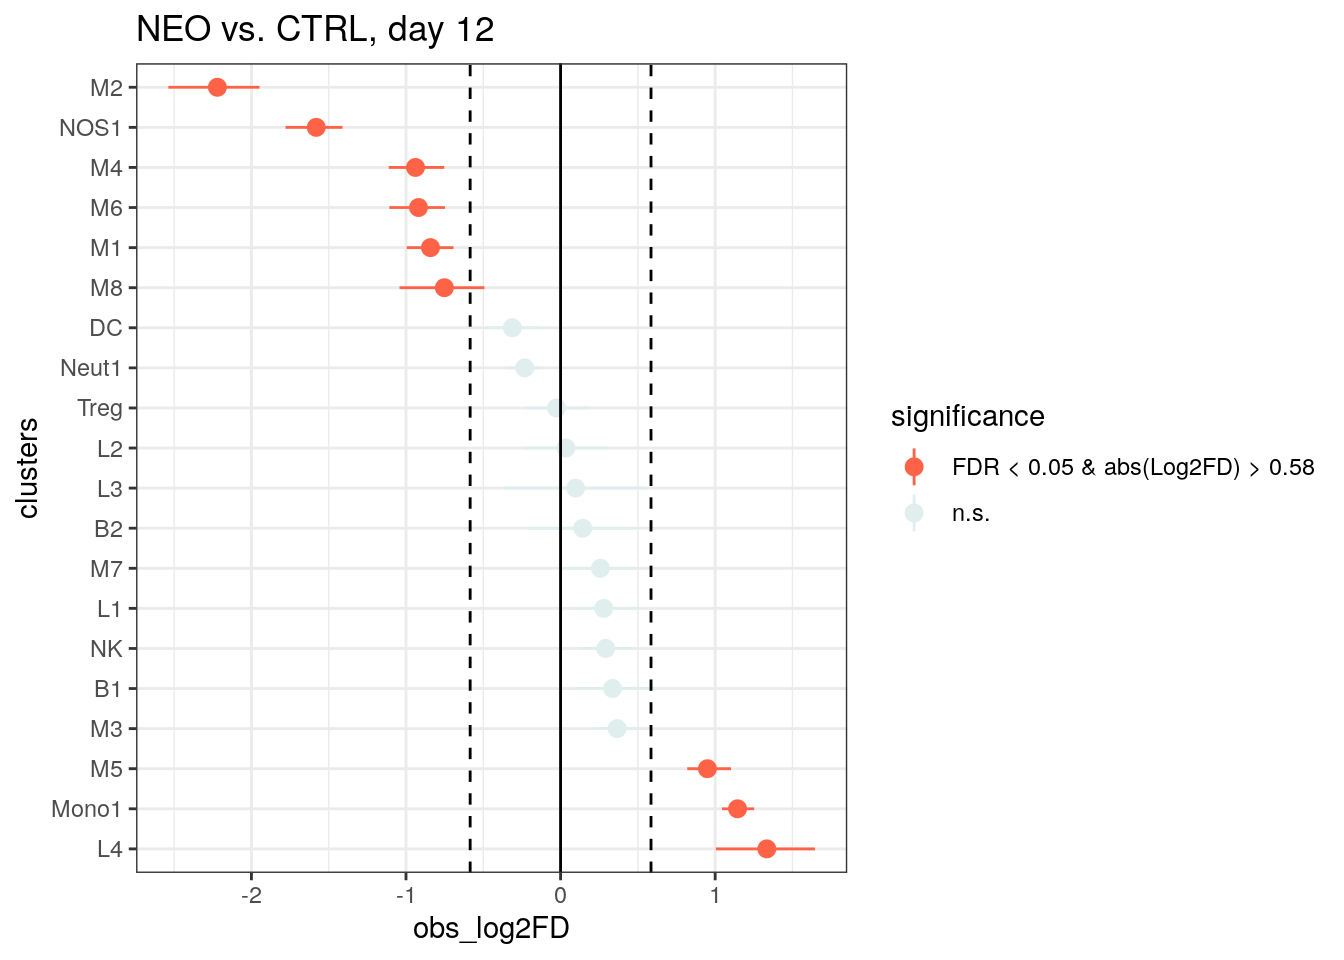 NEO vs. CTRL, day 12
clusters
M2
NOS1
M4
M6
M1
M8
DC
Neut1
Treg
L2
L3
B2
M7
L1
NK
B1
M3
M5
Mono1
L4
-2 -1 0 1
obs_log2FD
significance
FDR < 0.05 & abs(Log2FD) > 0.58
n.s.